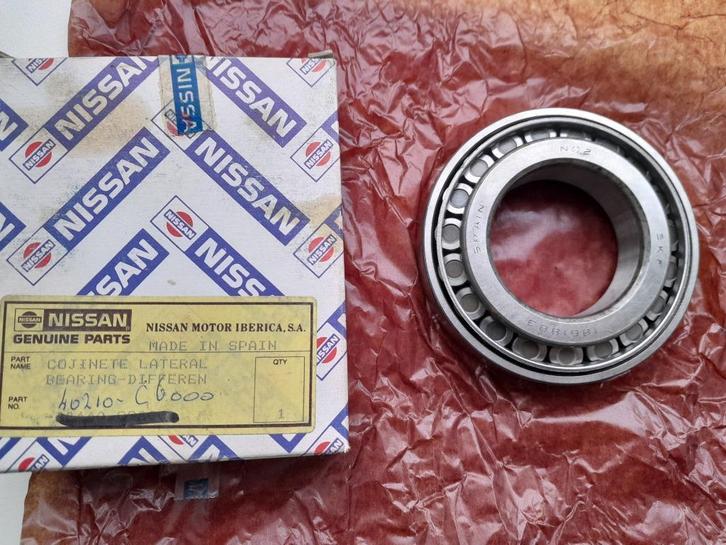 NISSAN
NISSAN
NISSAN
NISSAN
NISSAN
NISSAN
NISSAN
GENUINE PARTS
NISSAN MOTOR IBERICA, S.A.
MADE IN SPAIN
PART NAME
COJINETE LATERAL
BEARING-DIFFEREN
QTY
1
PART NO.
40210-C6000
NO2
SPAIN
SKF